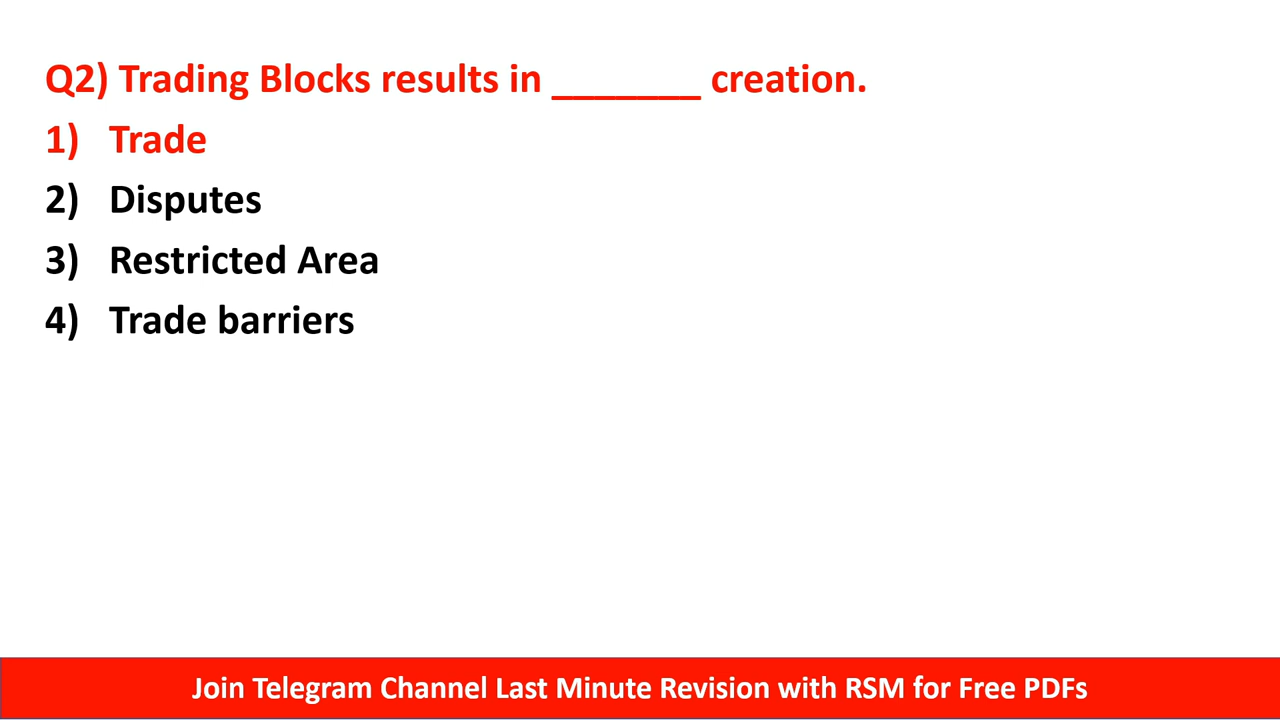 Q2) Trading Blocks results in _______ creation.
1) Trade
2) Disputes
3) Restricted Area
4) Trade barriers
Join Telegram Channel Last Minute Revision with RSM for Free PDFs